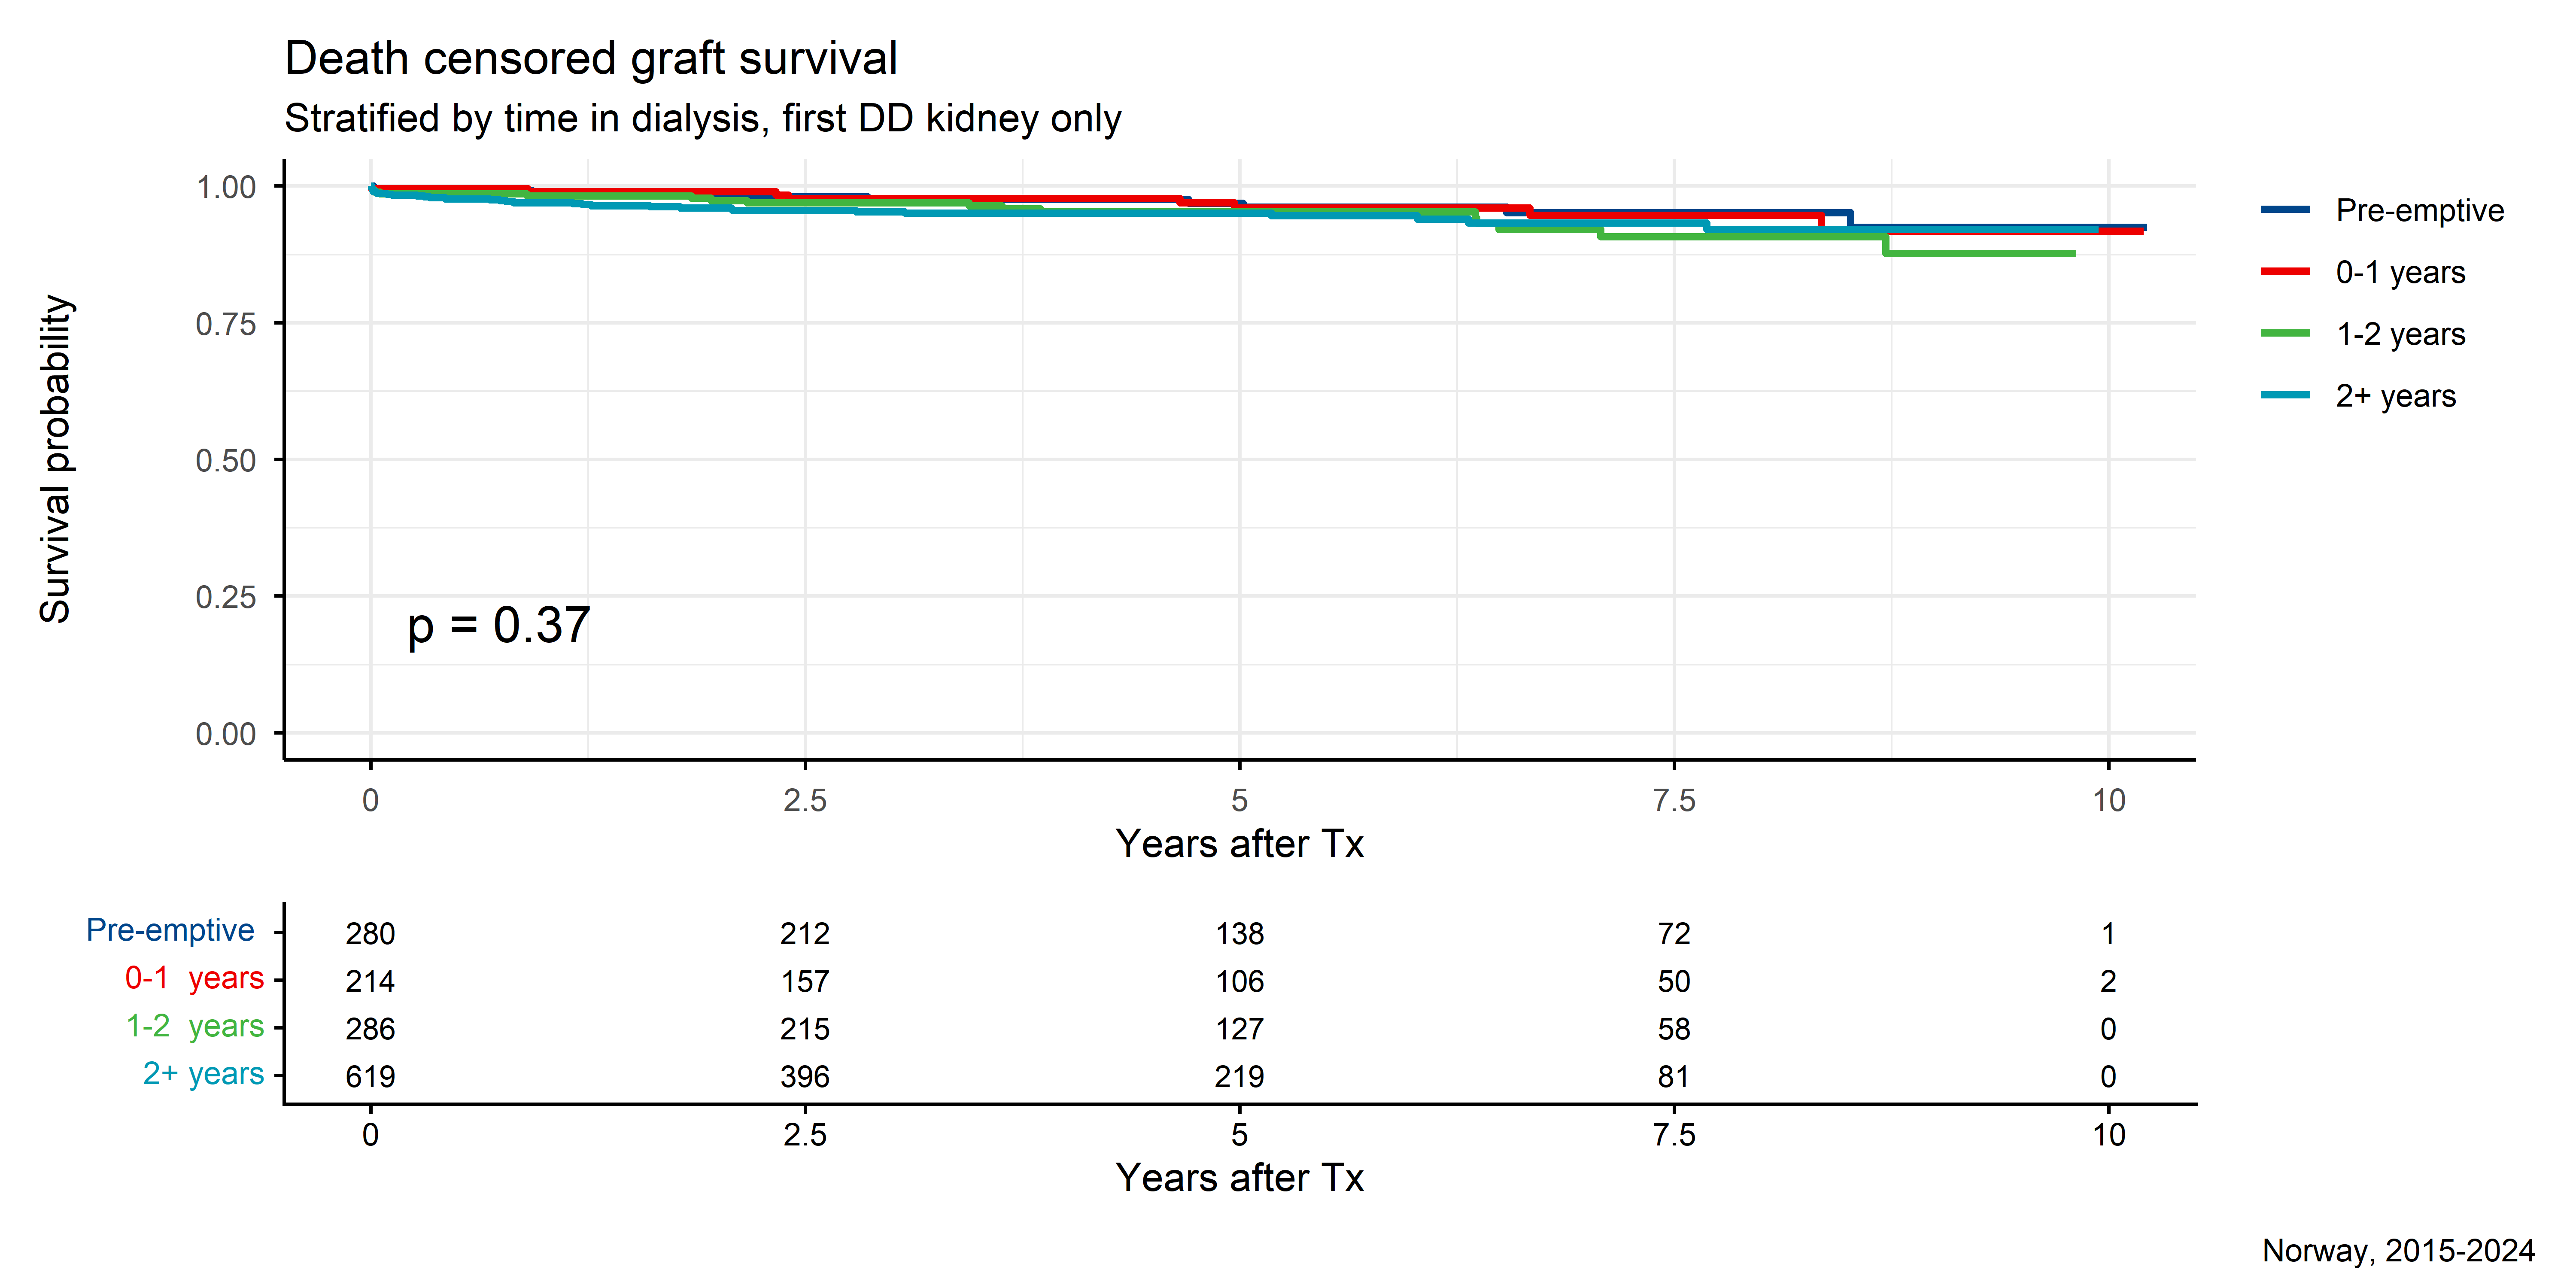 Death censored graft survival
Stratified by time in dialysis, first DD kidney only
Survival probability
1.00
0.75
0.50
0.25
0.00
p = 0.37
0 2.5 5 7.5 10
Years after Tx
Pre-emptive
0-1 years
1-2 years
2+ years
Pre-emptive 280 212 138 72 1
0-1 years 214 157 106 50 2
1-2 years 286 215 127 58 0
2+ years 619 396 219 81 0
0 2.5 5 7.5 10
Years after Tx
Norway, 2015-2024